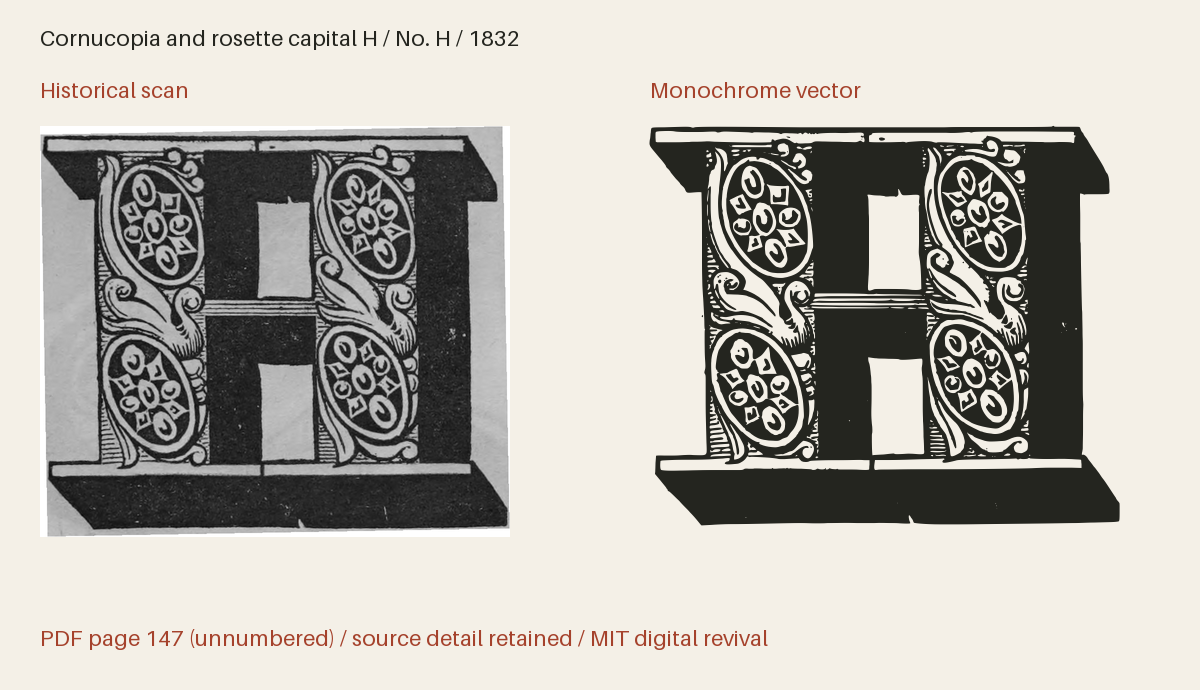 Cornucopia and rosette capital H / No. H / 1832
Historical scan
Monochrome vector
H
H
PDF page 147 (unnumbered) / source detail retained / MIT digital revival